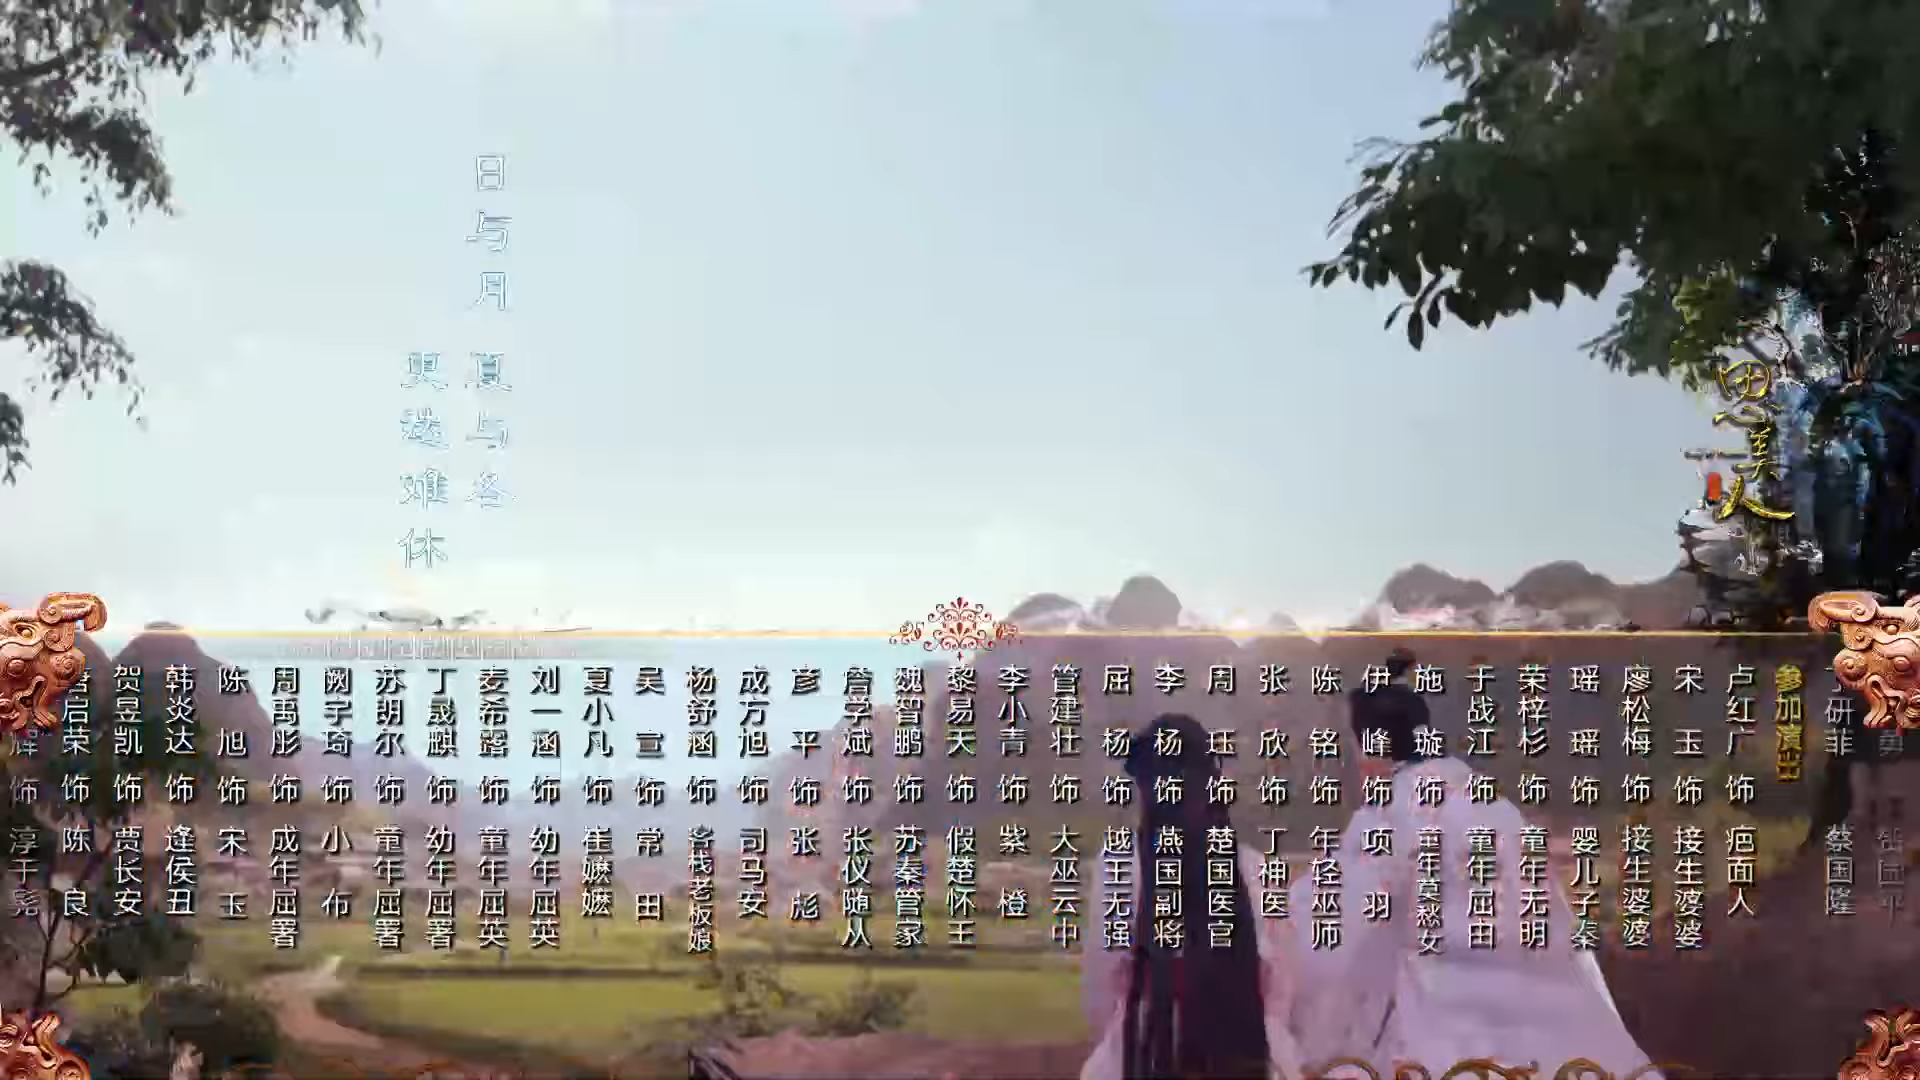 日与月 夏与冬
更迭难休
思美人
参加演出
卢红广 饰 疤面人
宋玉 饰 接生婆婆
廖松梅 饰 接生婆婆
瑶瑶 饰 婴儿子秦
荣梓杉 饰 童年无明
于战江 饰 童年屈由
施璇 饰 童年莫愁女
伊峰 饰 项羽
陈铭 饰 年轻巫师
张欣 饰 丁神医
周珏 饰 楚国医官
李杨 饰 燕国副将
屈杨 饰 越王无强
管建壮 饰 大巫云中
李小青 饰 紫橙
黎易天 饰 假楚怀王
魏智鹏 饰 苏秦管家
詹学斌 饰 张仪随从
彦平 饰 张彪
成方旭 饰 司马安
杨舒涵 饰 客栈老板娘
吴宣 饰 常田
夏小凡 饰 崔嬷嬷
刘一涵 饰 幼年屈英
麦希露 饰 童年屈英
丁晟麒 饰 幼年屈署
苏朗尔 饰 童年屈署
阙宇琦 饰 小布
周禹彤 饰 成年屈署
陈旭 饰 宋玉
韩炎达 饰 逢侯丑
贺昱凯 饰 贾长安
唐启荣 饰 陈良